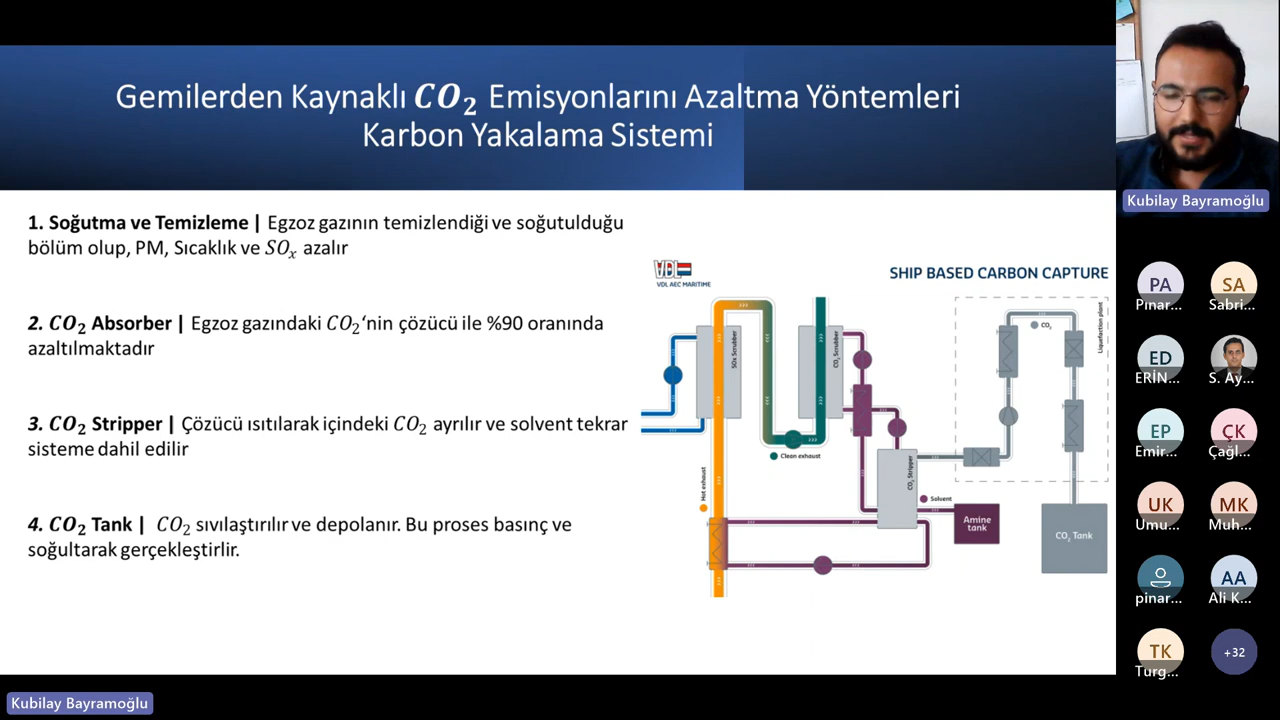 Gemilerden Kaynaklı CO₂ Emisyonlarını Azaltma Yöntemleri
Karbon Yakalama Sistemi
1. Soğutma ve Temizleme | Egzoz gazının temizlendiği ve soğutulduğu
bölüm olup, PM, Sıcaklık ve SOₓ azalır
2. CO₂ Absorber | Egzoz gazındaki CO₂‘nin çözücü ile %90 oranında
azaltılmaktadır
3. CO₂ Stripper | Çözücü ısıtılarak içindeki CO₂ ayrılır ve solvent tekrar
sisteme dahil edilir
4. CO₂ Tank | CO₂ sıvılaştırılır ve depolanır. Bu proses basınç ve
soğultarak gerçekleştirlir.
VDL
VDL AEC MARITIME
SHIP BASED CARBON CAPTURE
SOx Scrubber
CO₂ Scrubber
CO₂
Liquefaction plant
Clean exhaust
Hot exhaust
CO₂ Stripper
Solvent
Amine
tank
CO₂ Tank
Kubilay Bayramoğlu
PA
Pınar...
SA
Sabri...
ED
ERİN...
S. Ay...
EP
Emir...
ÇK
Çağl...
UK
Umu...
MK
Muh...
pinar...
AA
Ali K...
TK
Turg...
+32
Kubilay Bayramoğlu